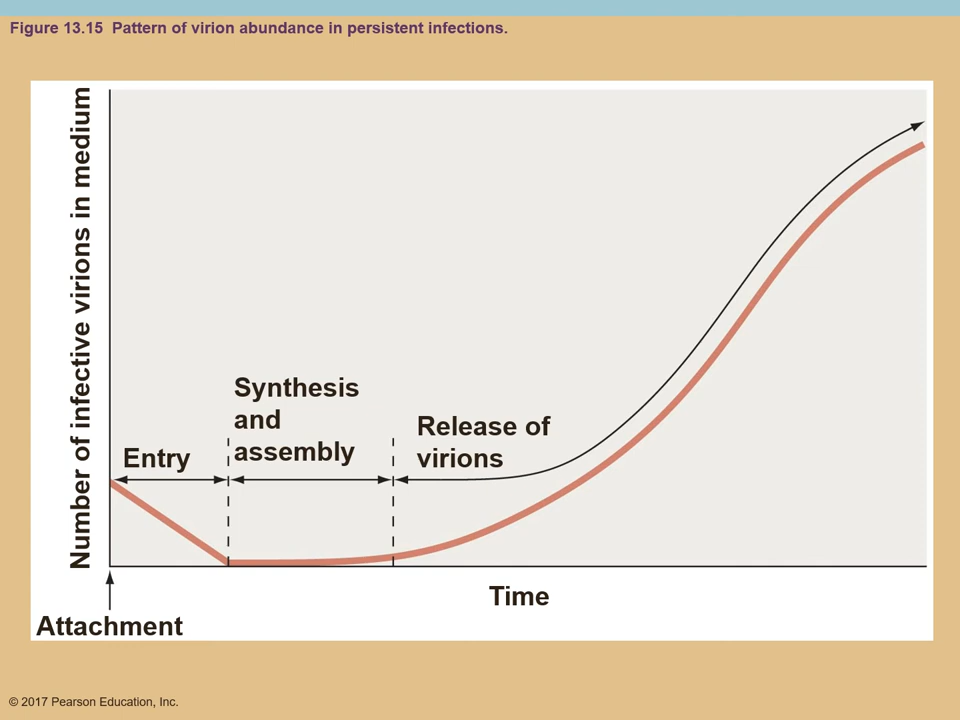 Figure 13.15 Pattern of virion abundance in persistent infections.
Number of infective virions in medium
Entry
Synthesis
and
assembly
Release of
virions
Time
Attachment
© 2017 Pearson Education, Inc.